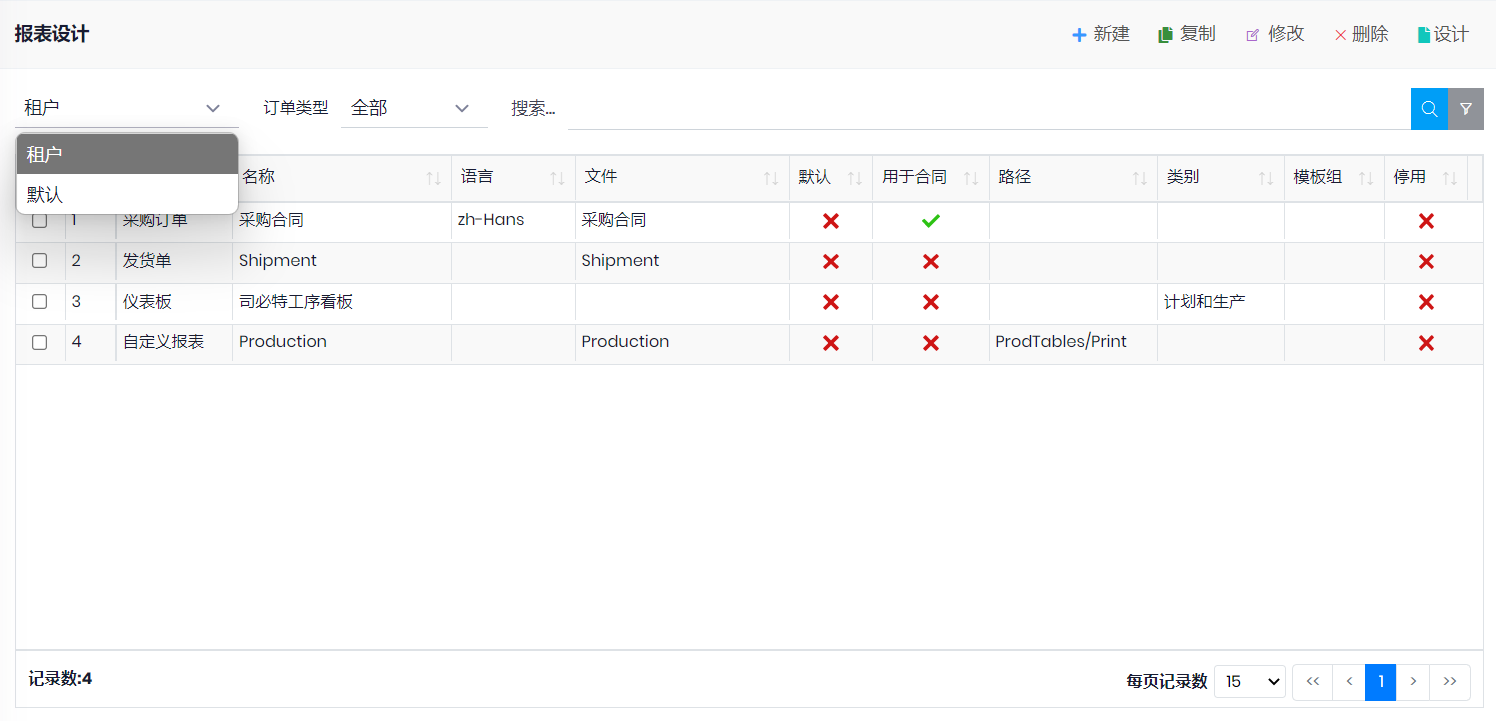 报表设计
新建 复制 修改 删除 设计
租户 订单类型 全部 搜索...
租户
默认
名称 语言 文件 默认 用于合同 路径 类别 模板组 停用
1 采购订单 采购合同 zh-Hans 采购合同
2 发货单 Shipment Shipment
3 仪表板 司必特工序看板 计划和生产
4 自定义报表 Production Production ProdTables/Print
记录数:4 每页记录数 15 << < 1 > >>